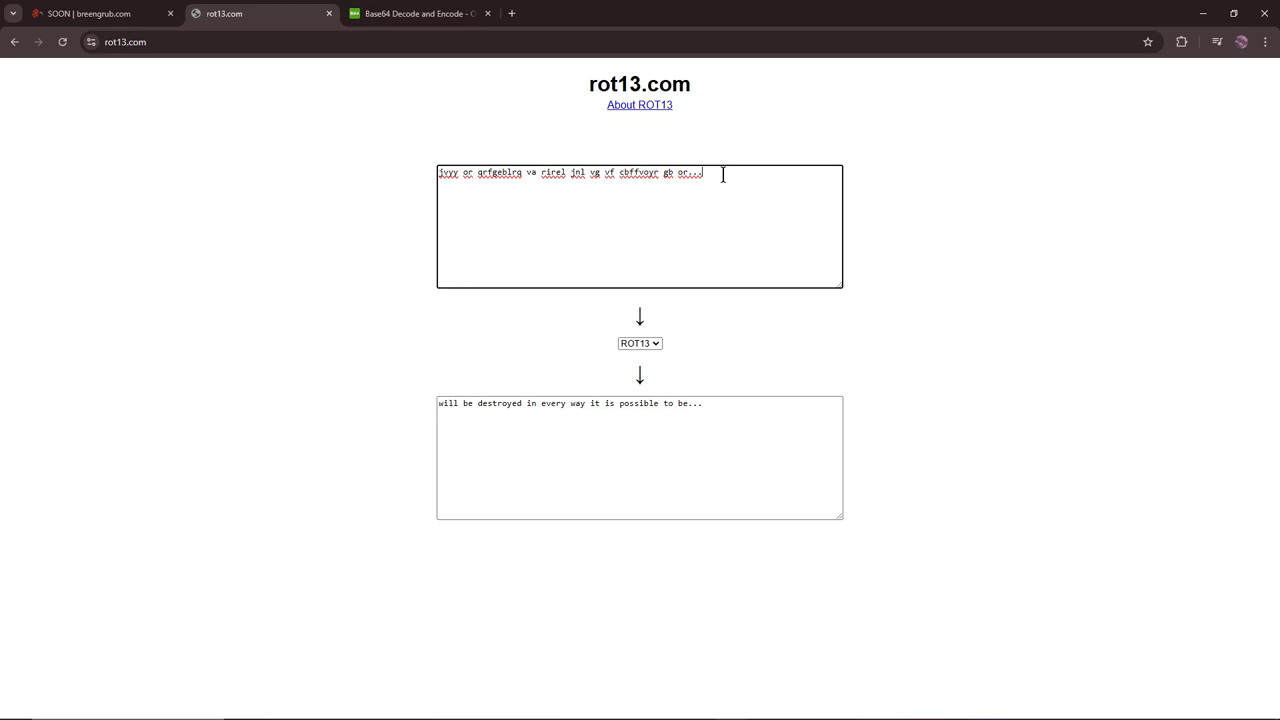 SOON | breengrub.com
rot13.com
Base64 Decode and Encode - O
rot13.com
rot13.com
About ROT13
jvyy or qrfgeblrq va rirel jnl vg vf cbffvoyr gb or...
ROT13
will be destroyed in every way it is possible to be...